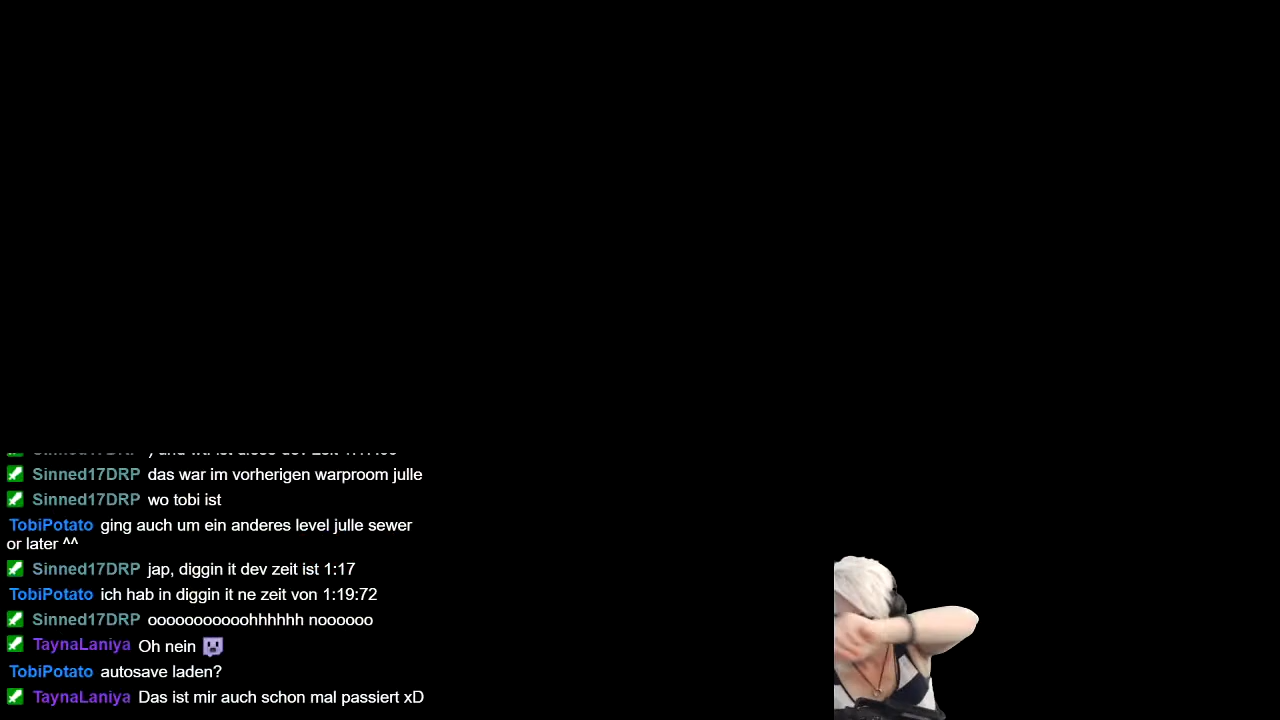 Sinned17DRP das war im vorherigen warproom julle
Sinned17DRP wo tobi ist
TobiPotato ging auch um ein anderes level julle sewer
or later ^^
Sinned17DRP jap, diggin it dev zeit ist 1:17
TobiPotato ich hab in diggin it ne zeit von 1:19:72
Sinned17DRP ooooooooooohhhhhh noooooo
TaynaLaniya Oh nein
TobiPotato autosave laden?
TaynaLaniya Das ist mir auch schon mal passiert xD